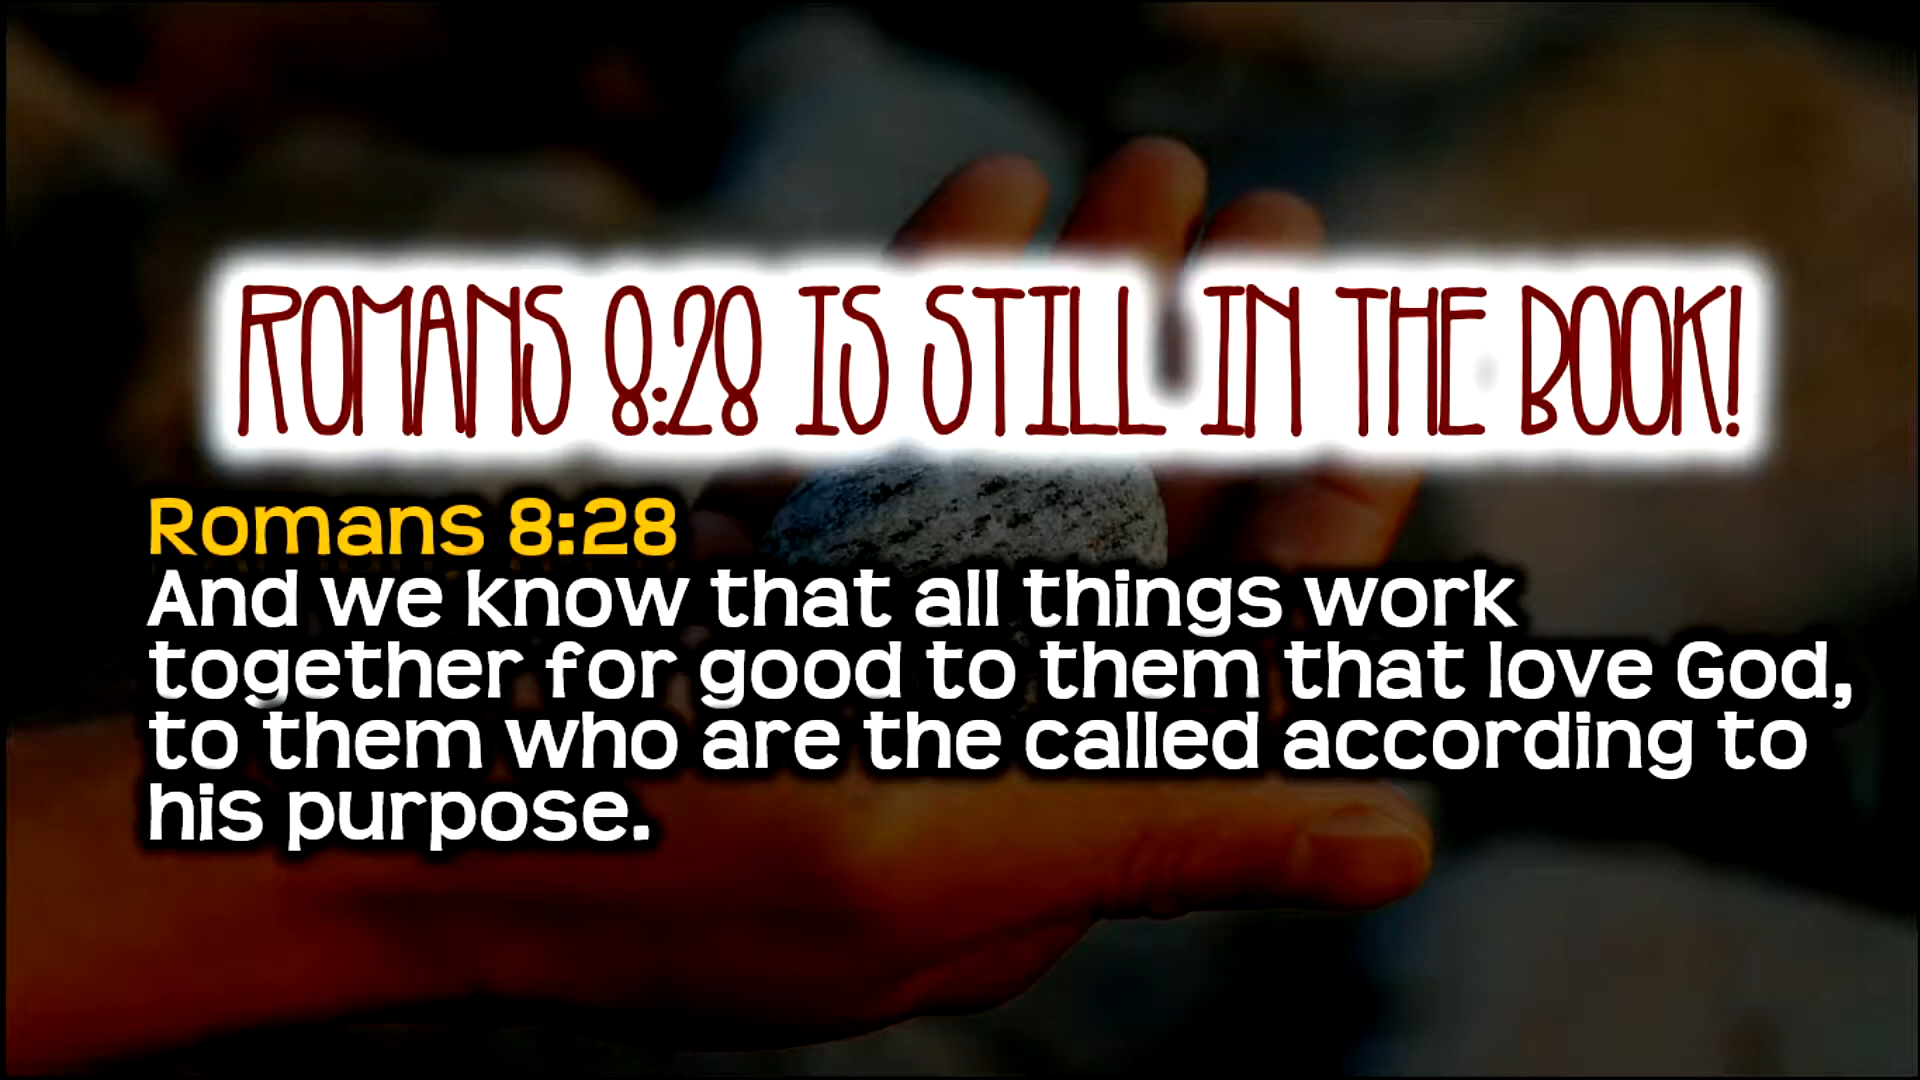 ROMANS 8:28 IS STILL IN THE BOOK!
Romans 8:28
And we know that all things work
together for good to them that love God,
to them who are the called according to
his purpose.